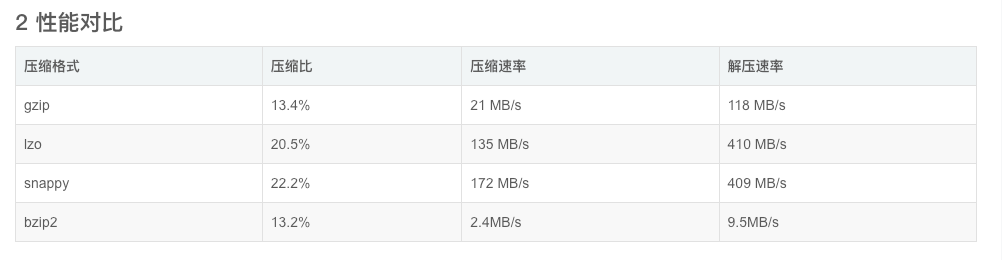 2 性能对比
压缩格式 压缩比 压缩速率 解压速率
gzip 13.4% 21 MB/s 118 MB/s
lzo 20.5% 135 MB/s 410 MB/s
snappy 22.2% 172 MB/s 409 MB/s
bzip2 13.2% 2.4MB/s 9.5MB/s